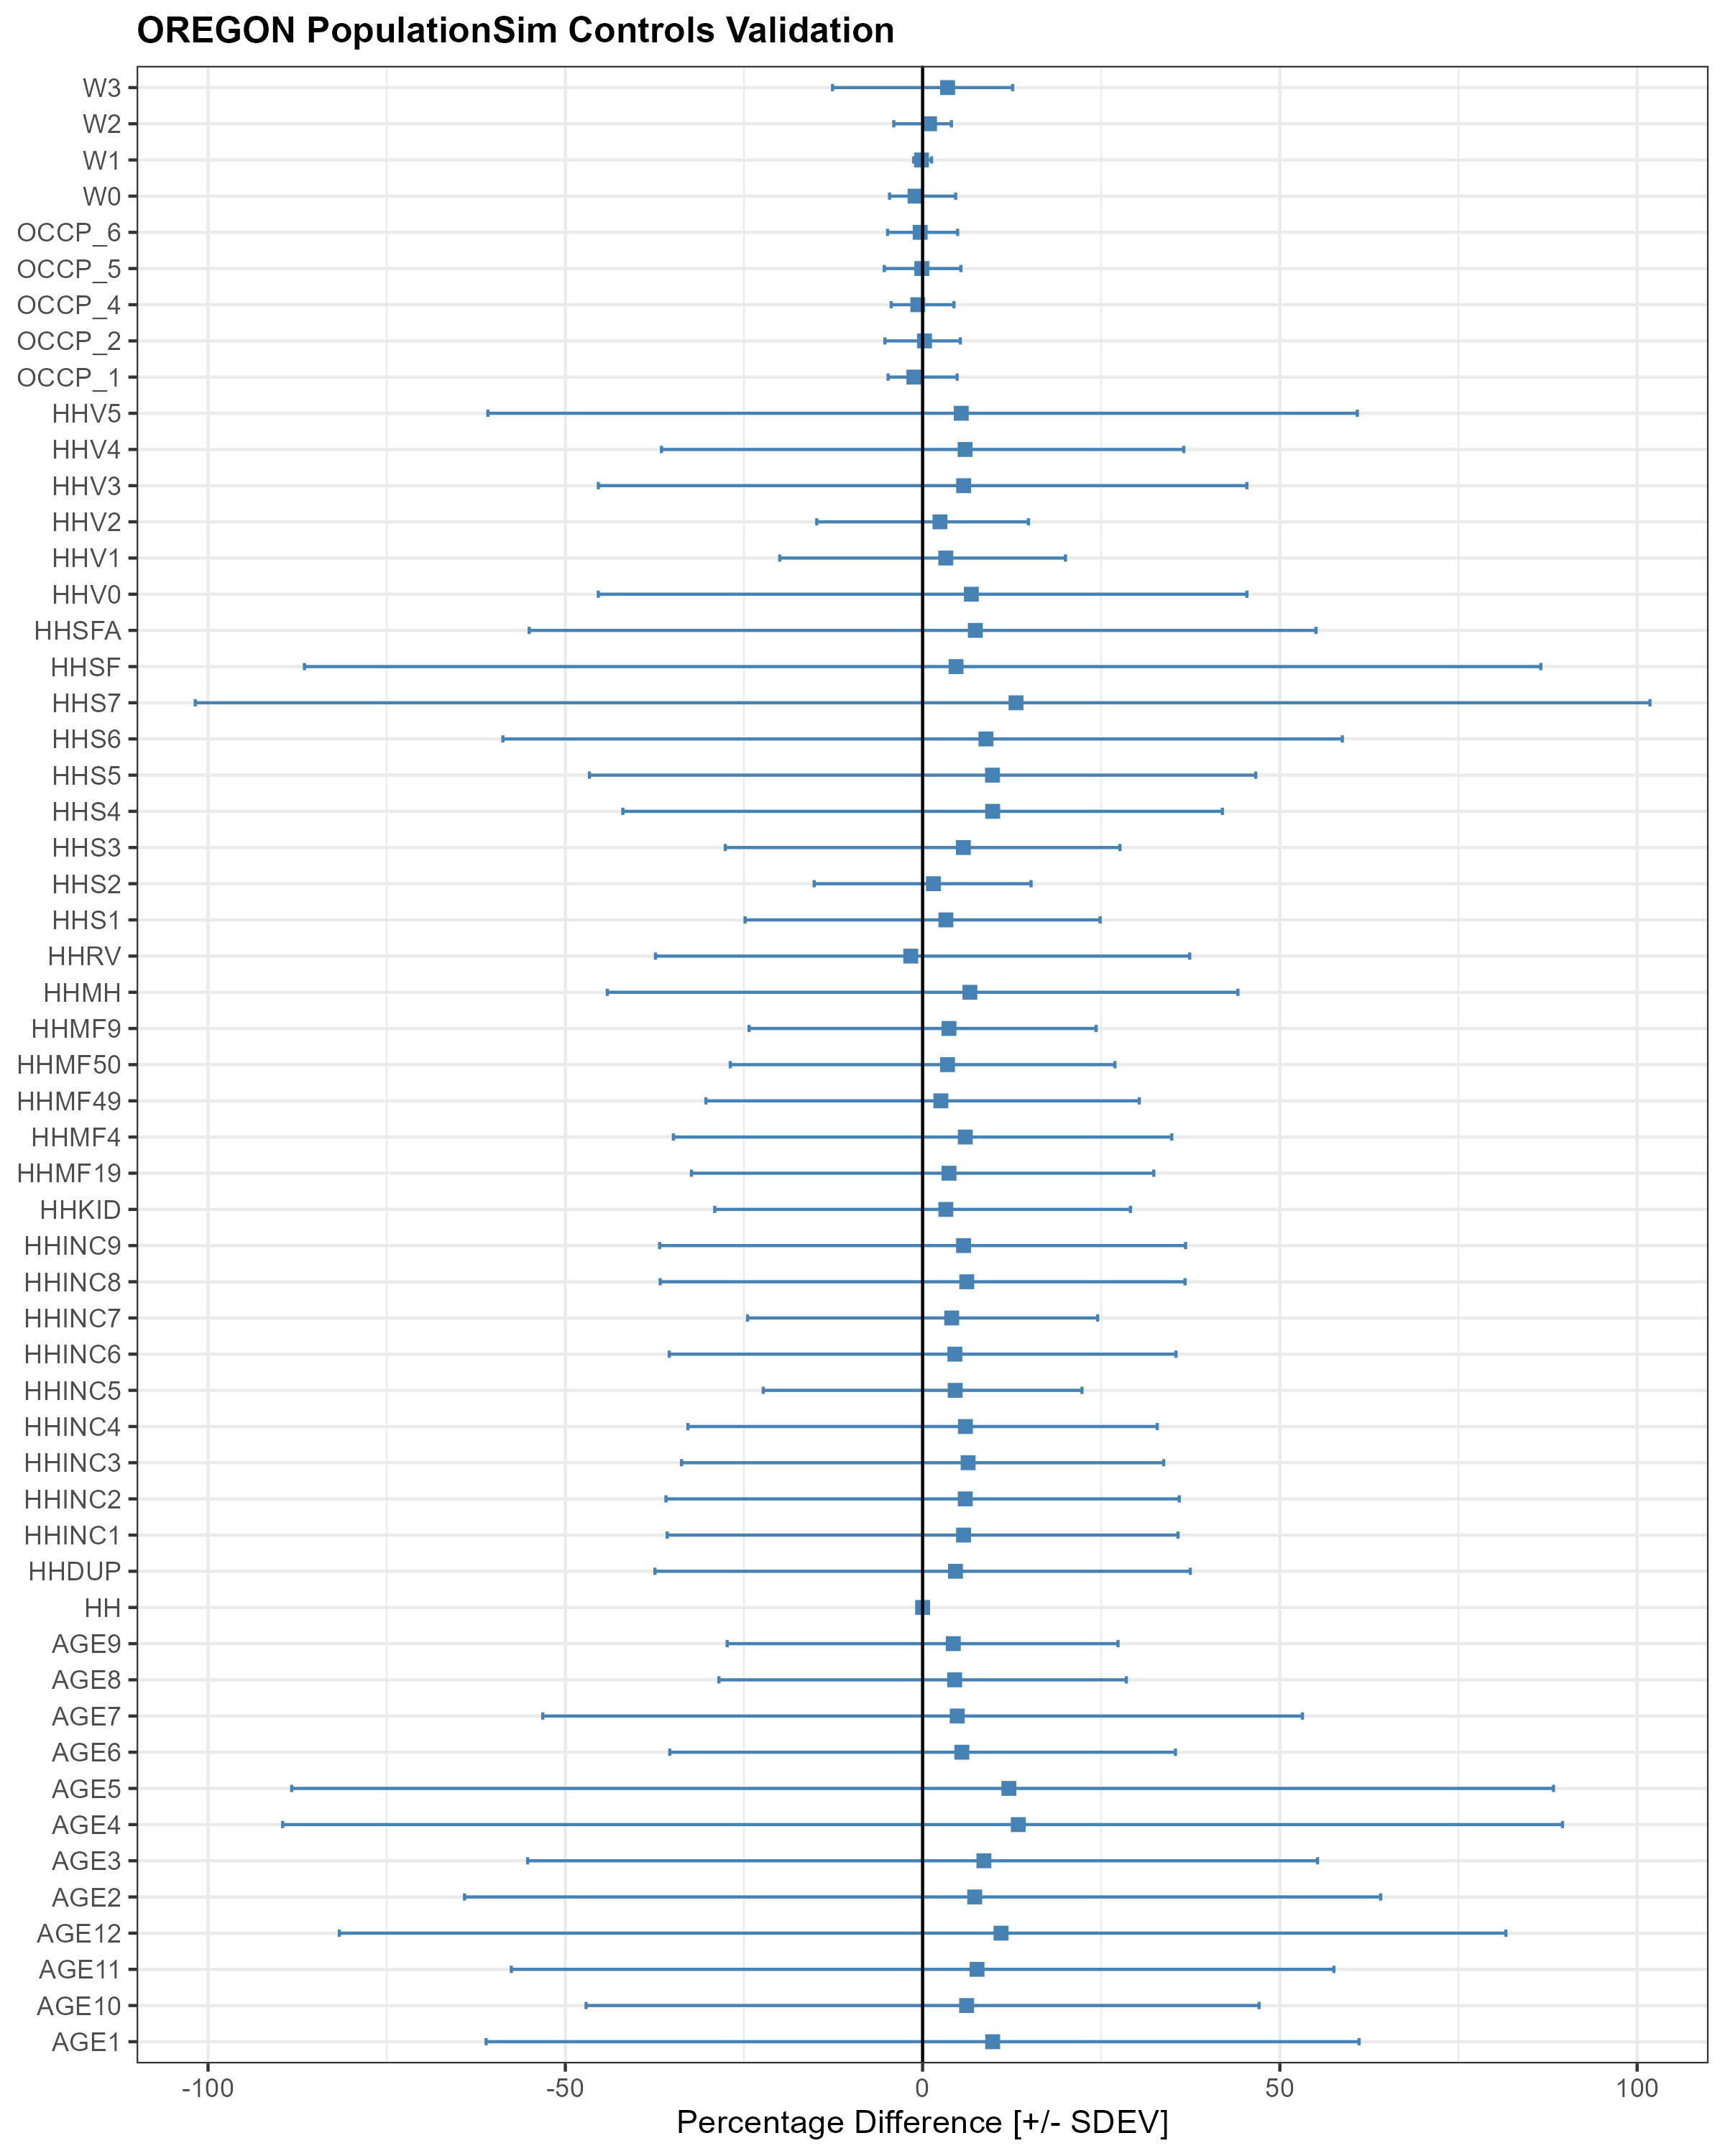 OREGON PopulationSim Controls Validation
W3
W2
W1
W0
OCCP_6
OCCP_5
OCCP_4
OCCP_2
OCCP_1
HHV5
HHV4
HHV3
HHV2
HHV1
HHV0
HHSFA
HHSF
HHS7
HHS6
HHS5
HHS4
HHS3
HHS2
HHS1
HHRV
HHMH
HHMF9
HHMF50
HHMF49
HHMF4
HHMF19
HHKID
HHINC9
HHINC8
HHINC7
HHINC6
HHINC5
HHINC4
HHINC3
HHINC2
HHINC1
HHDUP
HH
AGE9
AGE8
AGE7
AGE6
AGE5
AGE4
AGE3
AGE2
AGE12
AGE11
AGE10
AGE1
-100 -50 0 50 100
Percentage Difference [+/- SDEV]